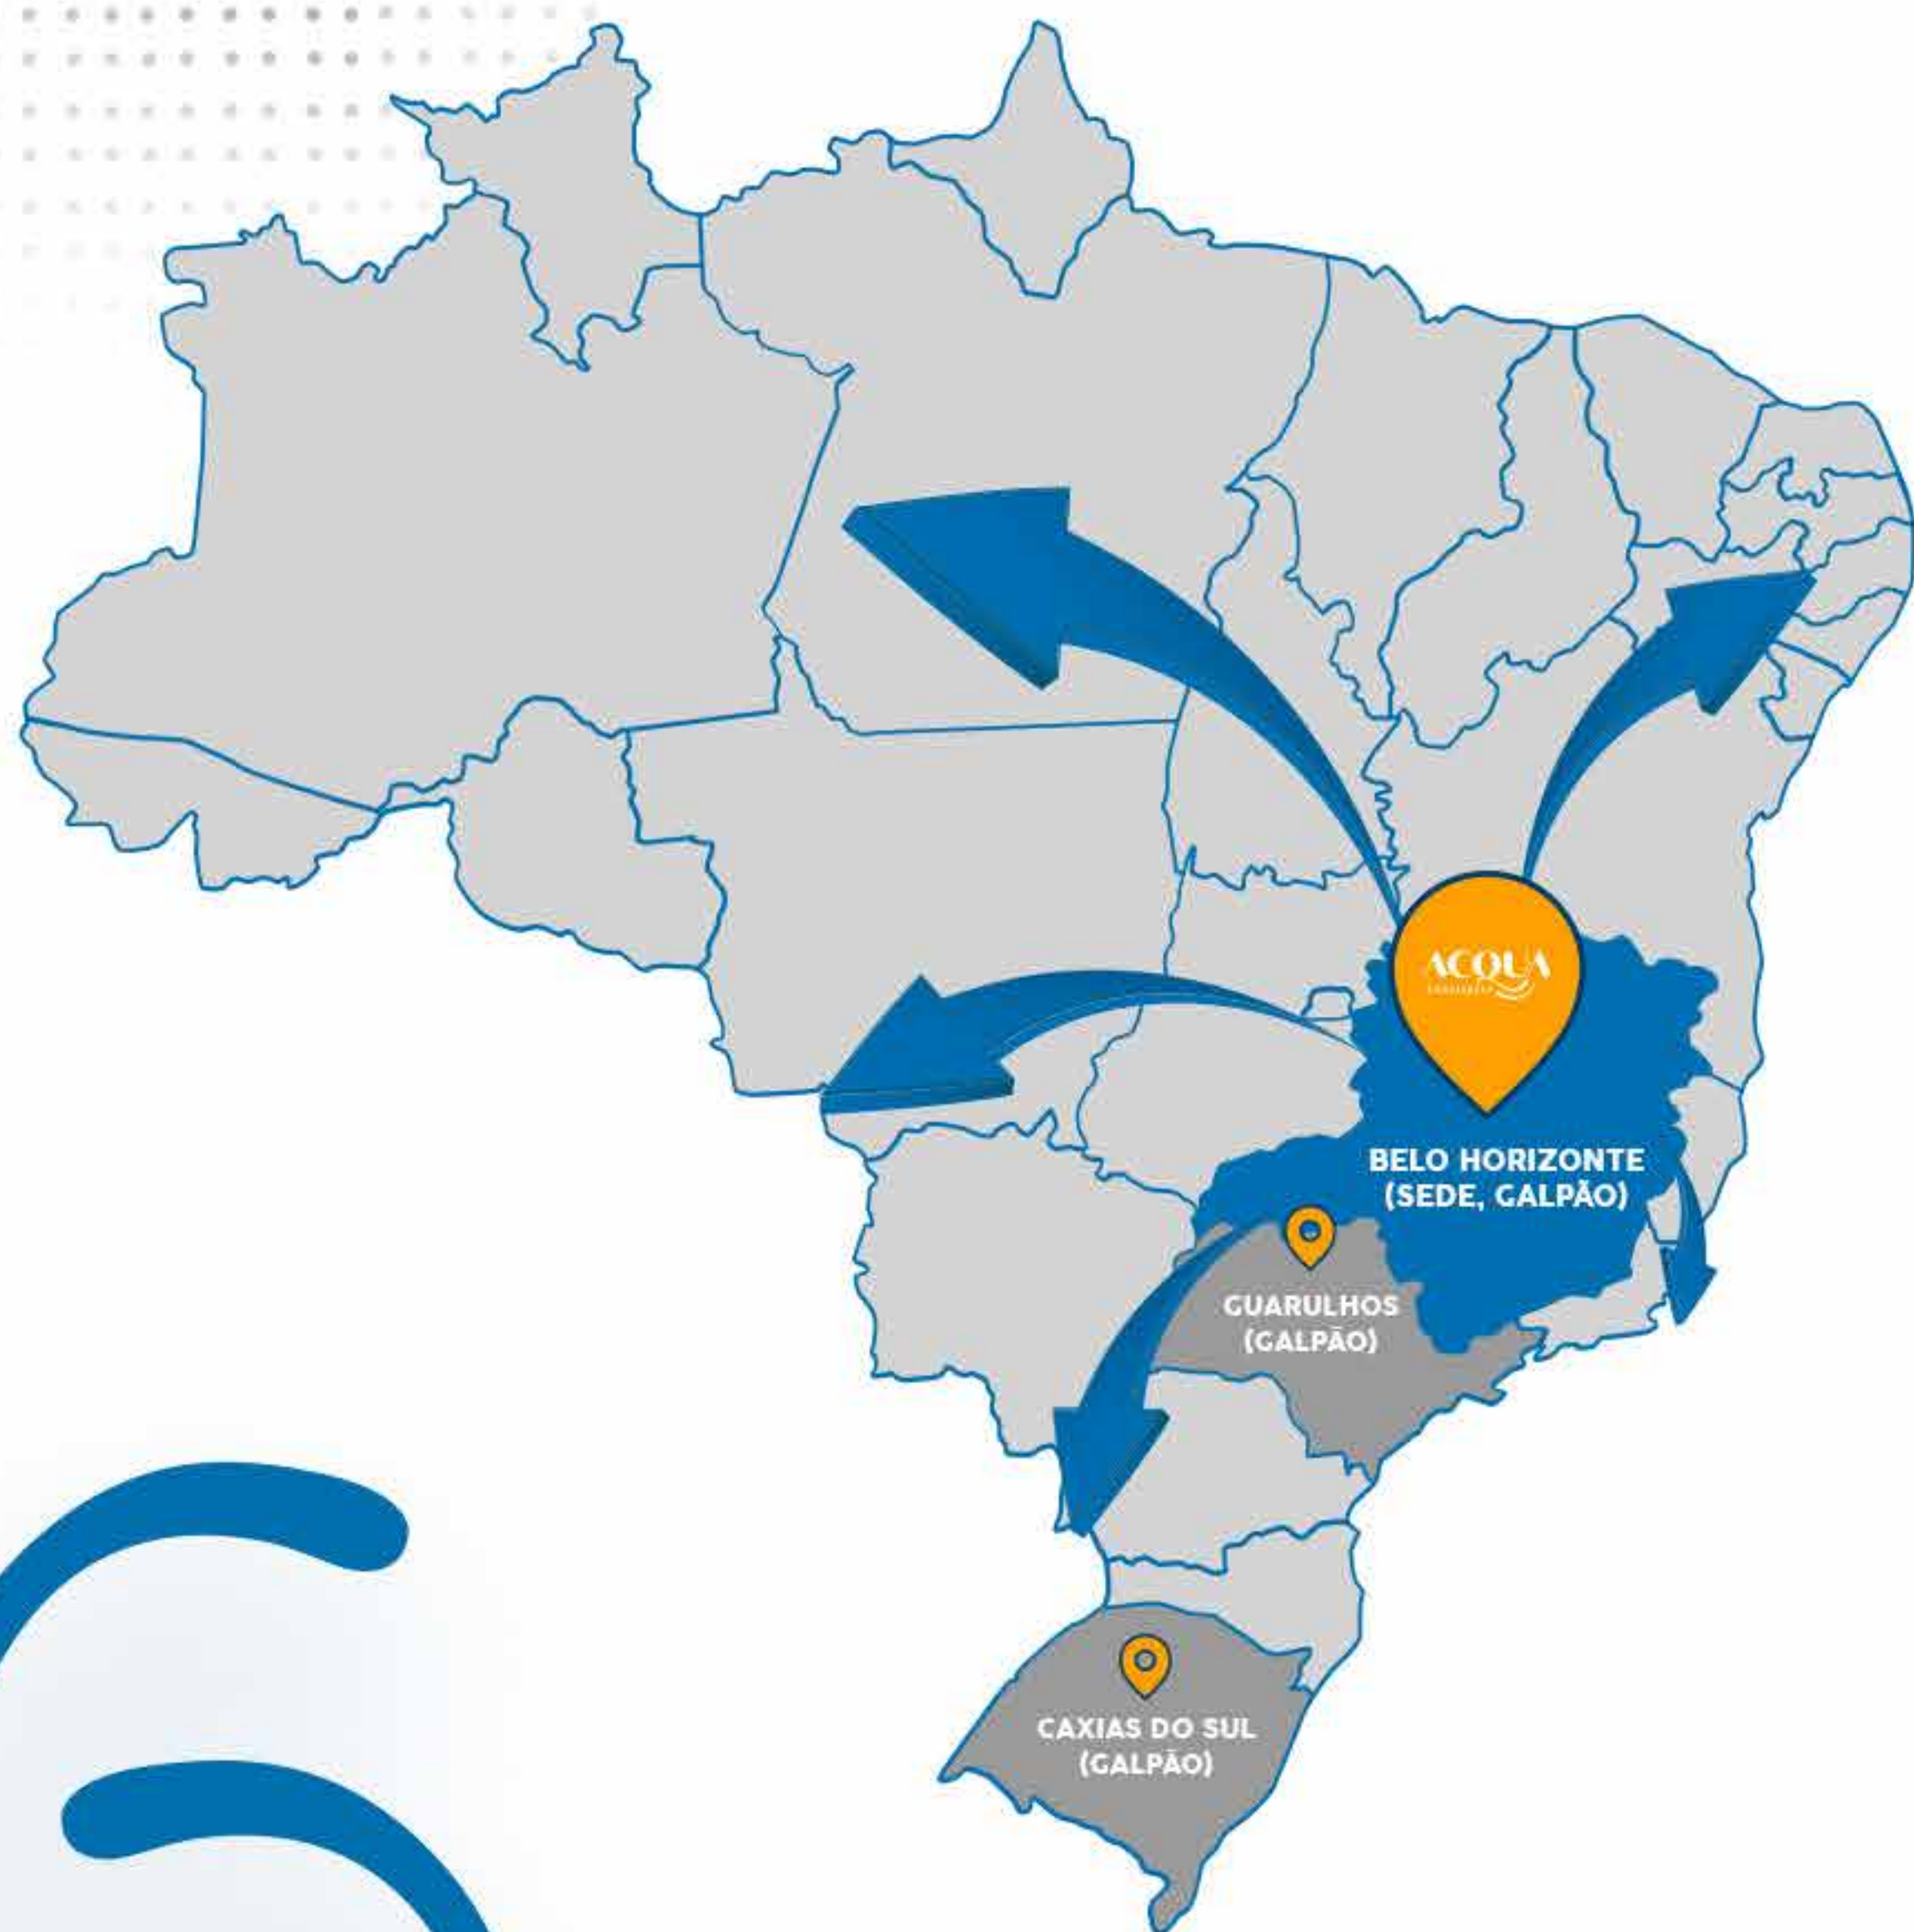 ACQUA
BELO HORIZONTE
(SEDE, GALPÃO)
GUARULHOS
(GALPÃO)
CAXIAS DO SUL
(GALPÃO)